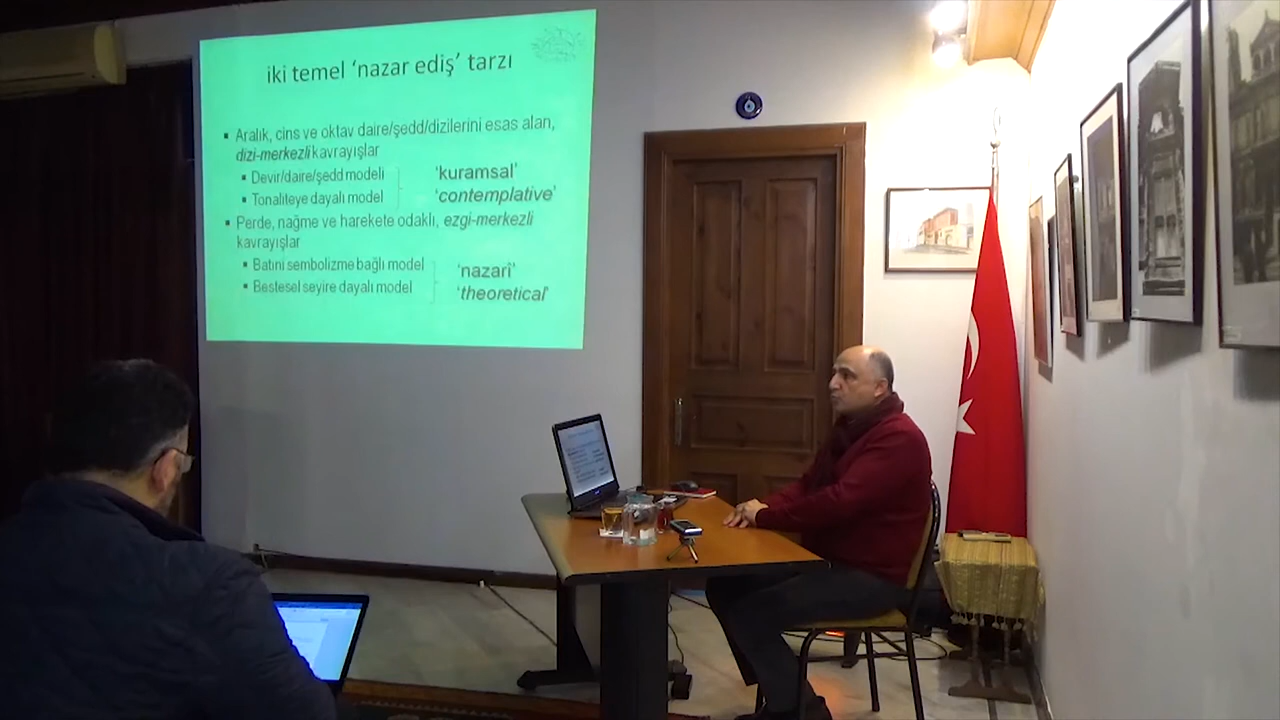 iki temel ‘nazar ediş’ tarzı
▪ Aralık, cins ve oktav daire/şedd/dizilerini esas alan,
dizi-merkezli kavrayışlar
▪ Devir/daire/şedd modeli
‘kuramsal’
▪ Tonaliteye dayalı model
‘contemplative’
▪ Perde, nağme ve harekete odaklı, ezgi-merkezli
kavrayışlar
▪ Batıni sembolizme bağlı model
‘nazarî’
▪ Bestesel seyire dayalı model
‘theoretical’